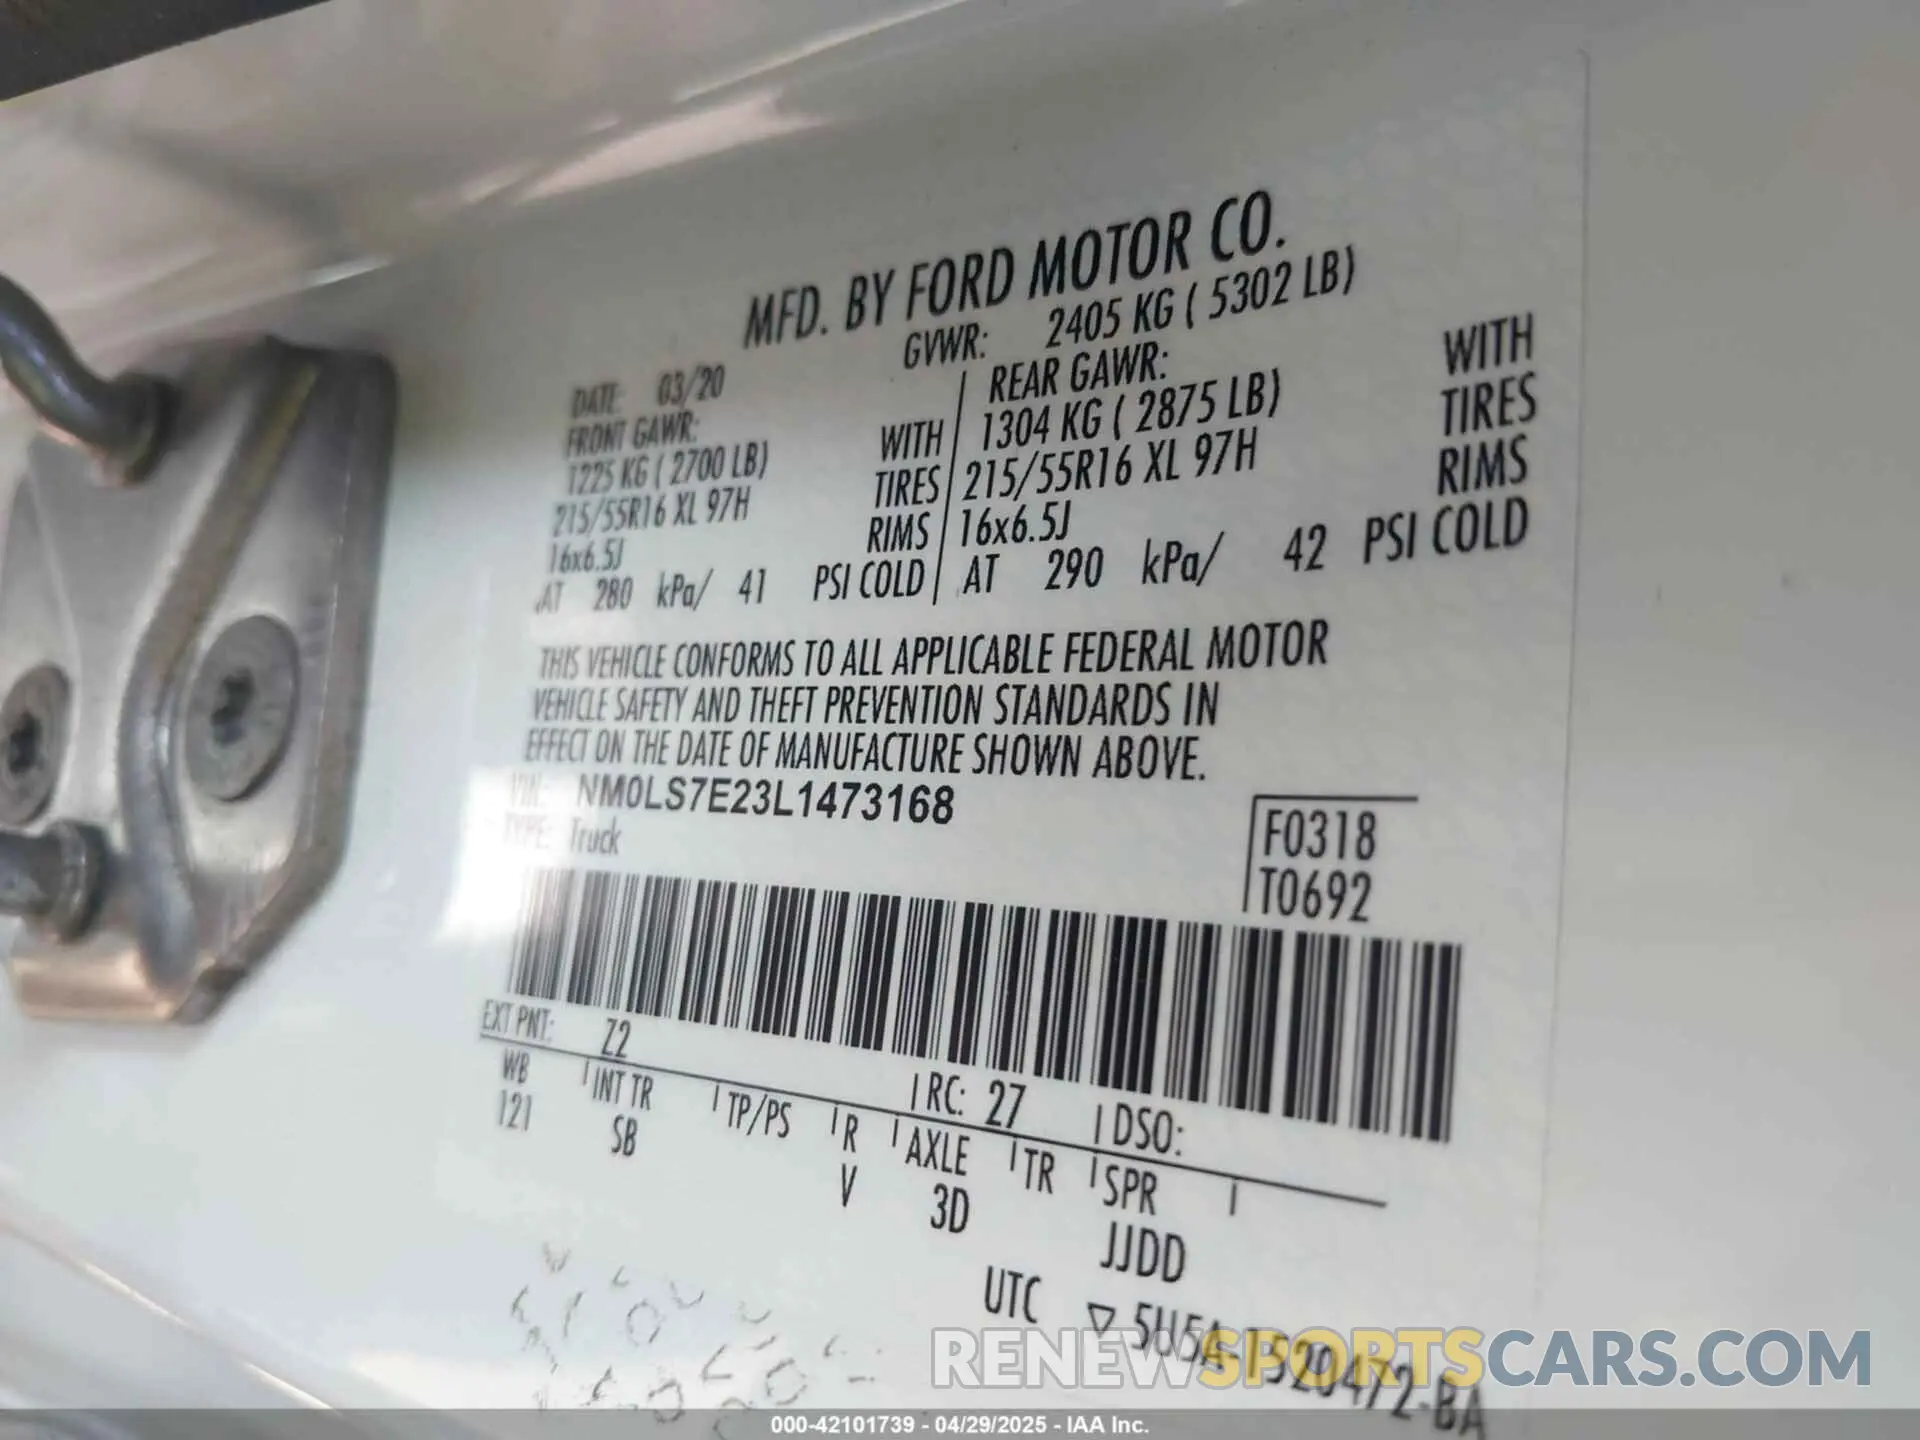 MFD. BY FORD MOTOR CO.
DATE: 03/20 GVWR: 2405 KG ( 5302 LB)
FRONT GAWR: REAR GAWR:
1225 KG ( 2700 LB) WITH 1304 KG ( 2875 LB) WITH
215/55R16 XL 97H TIRES 215/55R16 XL 97H TIRES
16x6.5J RIMS 16x6.5J RIMS
AT 280 kPa/ 41 PSI COLD AT 290 kPa/ 42 PSI COLD
THIS VEHICLE CONFORMS TO ALL APPLICABLE FEDERAL MOTOR
VEHICLE SAFETY AND THEFT PREVENTION STANDARDS IN
EFFECT ON THE DATE OF MANUFACTURE SHOWN ABOVE.
VIN: NM0LS7E23L1473168
TYPE: Truck
F0318
T0692
EXT PNT: Z2 RC: 27 DSO:
WB INT TR TP/PS R AXLE TR SPR
121 SB V 3D JJDD
UTC ▽ 5U5A-1520472-BA
RENEWSPORTSCARS.COM
000-42101739 - 04/29/2025 - IAA Inc.